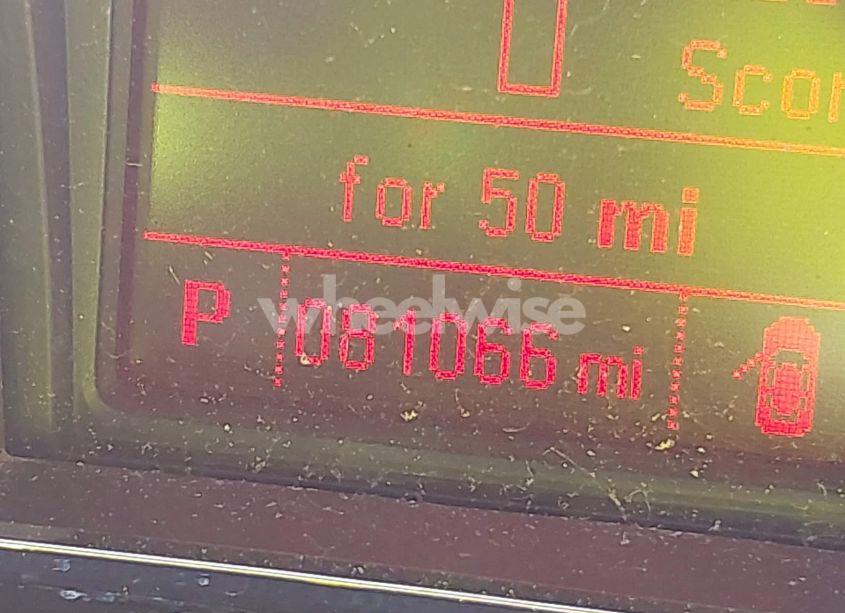 Scor
for 50 mi
P 081066 mi
wheelwise